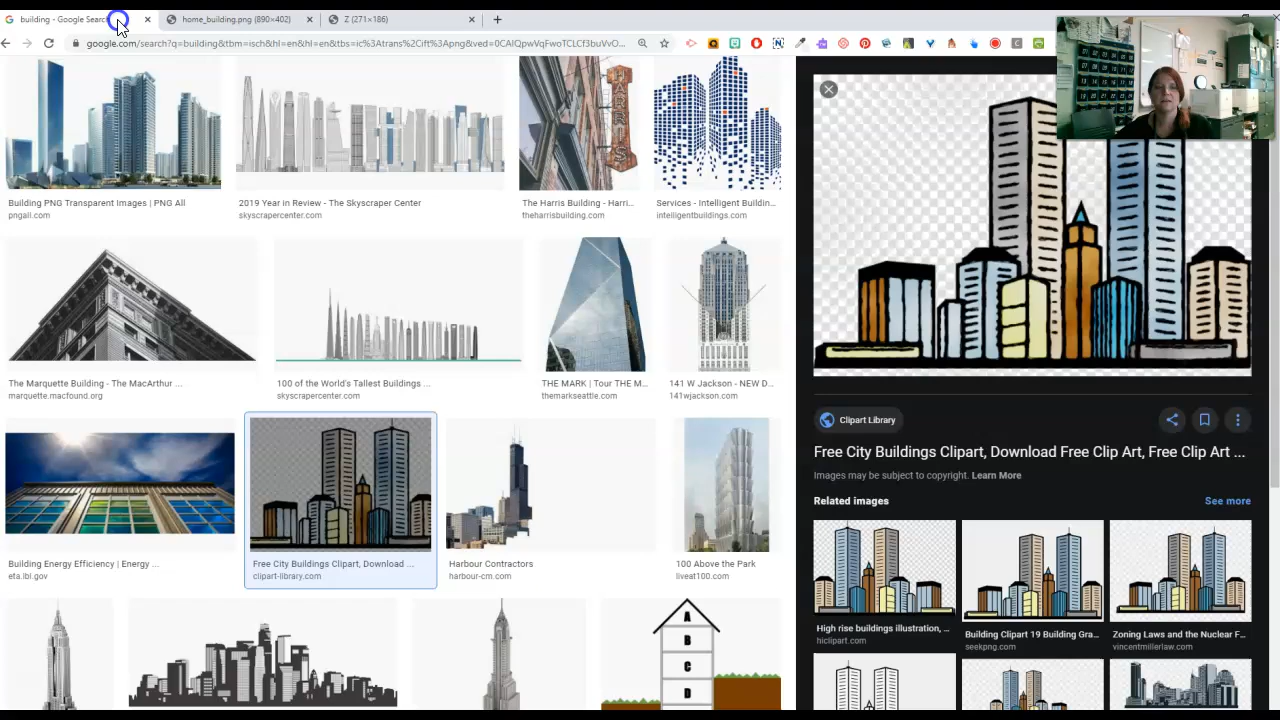 building - Google Search
home_building.png (890×402)
Z (271×186)
google.com/search?q=building&tbm=isch&hl=en&hl=en&tbs=ic%3Atrans%2Cift%3Apng&ved=0CAIQpwVqFwoTCLCf3buVvO...
Building PNG Transparent Images | PNG All
pngall.com
2019 Year in Review - The Skyscraper Center
skyscrapercenter.com
The Harris Building - Harri...
theharrisbuilding.com
Services - Intelligent Buildin...
intelligentbuildings.com
HARRIS
The Marquette Building - The MacArthur ...
marquette.macfound.org
100 of the World's Tallest Buildings ...
skyscrapercenter.com
THE MARK | Tour THE M...
themarkseattle.com
141 W Jackson - NEW D...
141wjackson.com
Building Energy Efficiency | Energy ...
eta.lbl.gov
Free City Buildings Clipart, Download ...
clipart-library.com
Harbour Contractors
harbour-cm.com
100 Above the Park
liveat100.com
A
B
C
D
Clipart Library
Free City Buildings Clipart, Download Free Clip Art, Free Clip Art ...
Images may be subject to copyright. Learn More
Related images
See more
High rise buildings illustration, ...
hiclipart.com
Building Clipart 19 Building Gra...
seekpng.com
Zoning Laws and the Nuclear F...
vincentmillerlaw.com